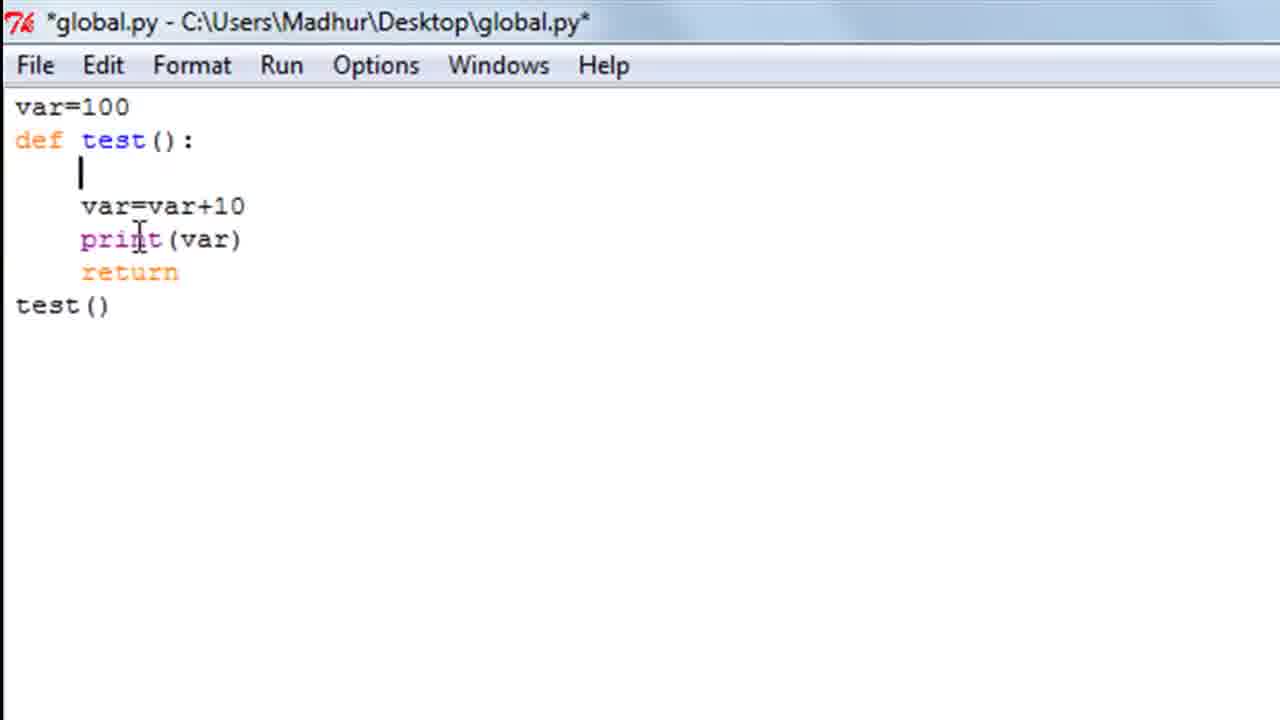 *global.py - C:\Users\Madhur\Desktop\global.py*
File Edit Format Run Options Windows Help
var=100
def test():
var=var+10
print(var)
return
test()